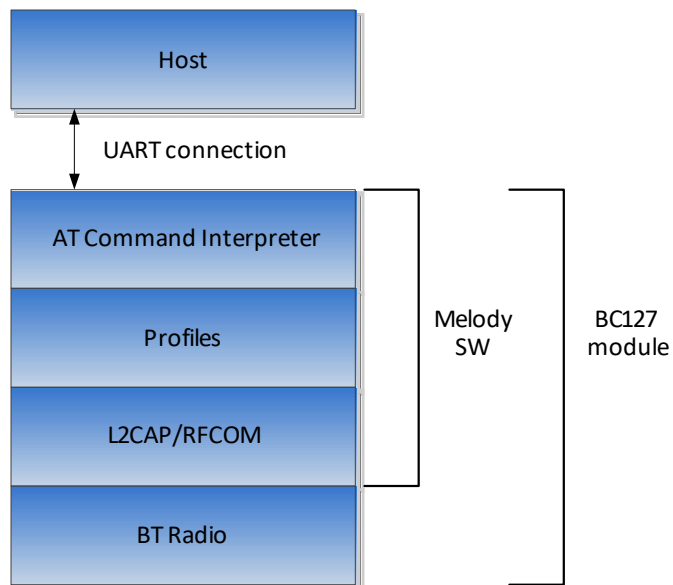 Host
UART connection
AT Command Interpreter
Profiles
L2CAP/RFCOM
BT Radio
Melody
SW
BC127
module